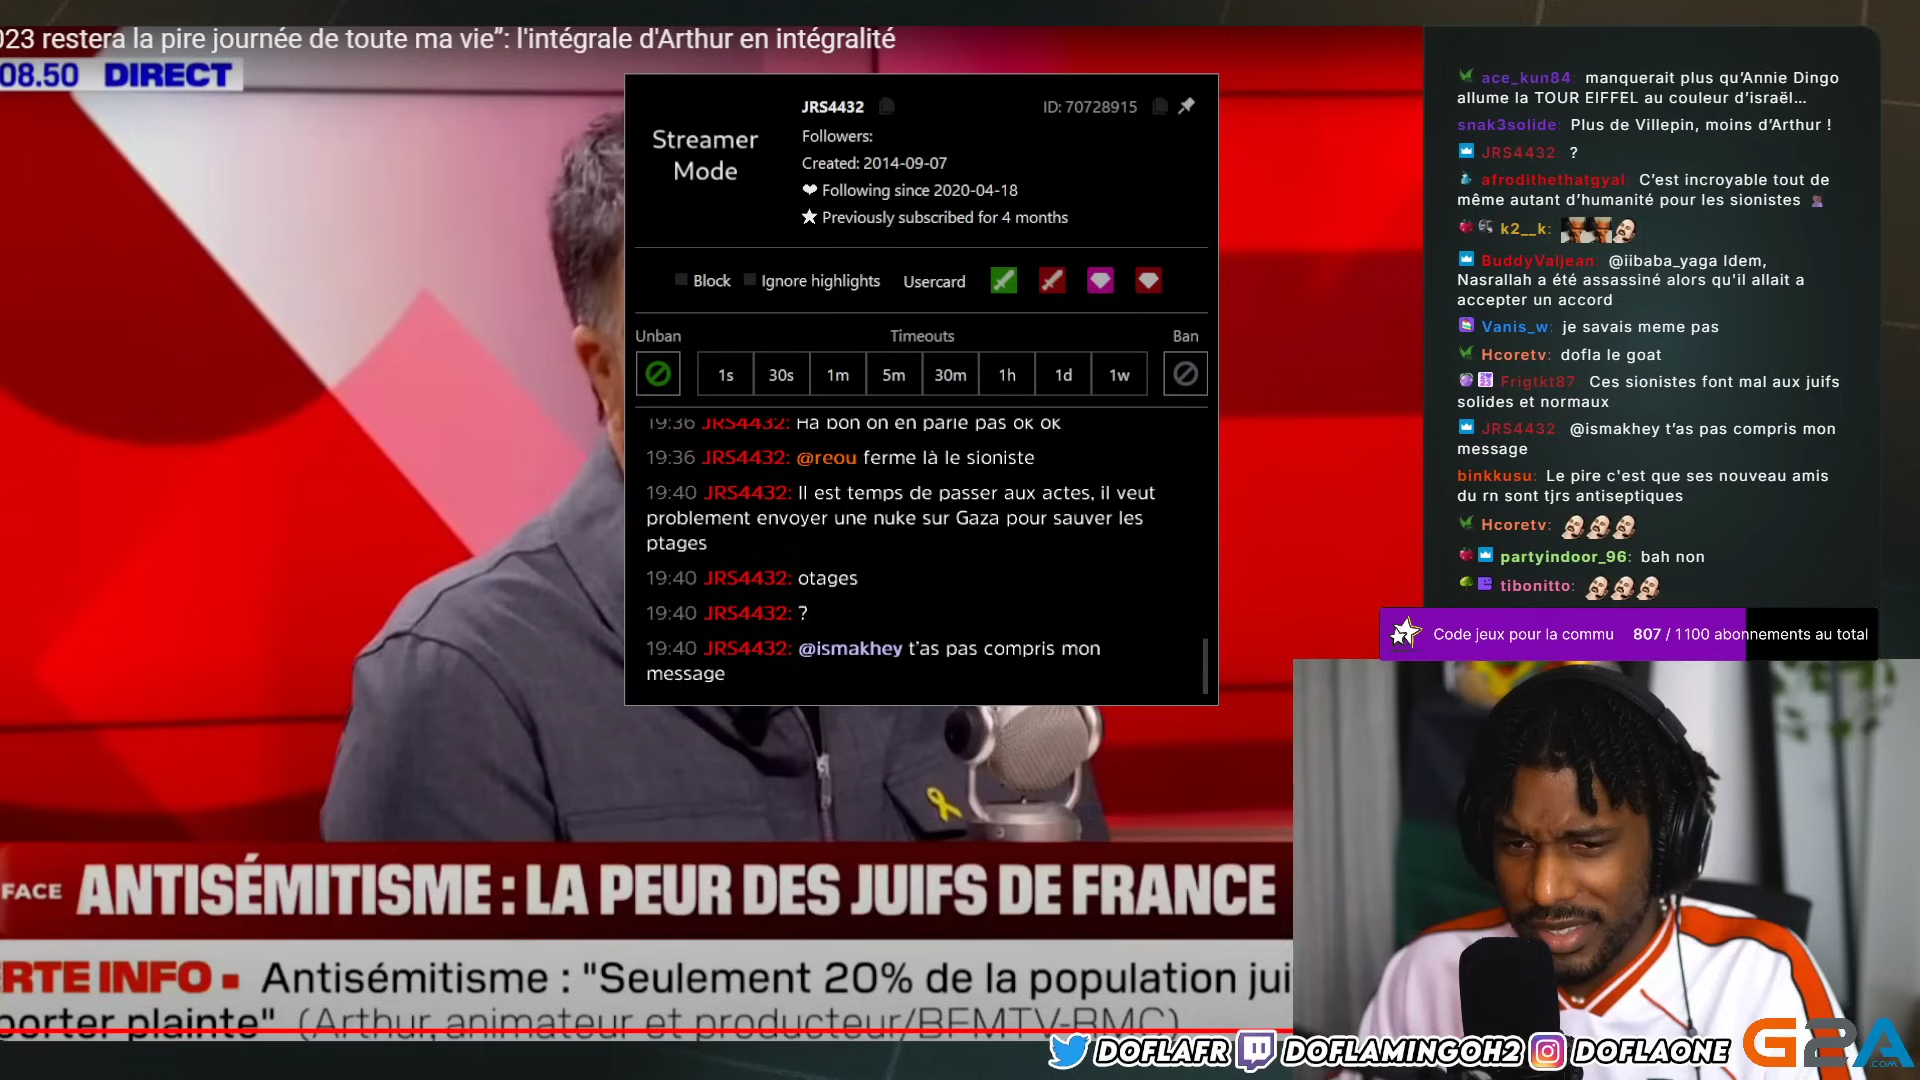 023 restera la pire journée de toute ma vie”: l'intégrale d'Arthur en intégralité
08.50 DIRECT
JRS4432
ID: 70728915
Streamer
Mode
Followers:
Created: 2014-09-07
Following since 2020-04-18
Previously subscribed for 4 months
Block
Ignore highlights
Usercard
Unban
Timeouts
Ban
1s
30s
1m
5m
30m
1h
1d
1w
19:36 JRS4432: Ha bon on en parle pas ok ok
19:36 JRS4432: @reou ferme là le sioniste
19:40 JRS4432: Il est temps de passer aux actes, il veut
problement envoyer une nuke sur Gaza pour sauver les
ptages
19:40 JRS4432: otages
19:40 JRS4432: ?
19:40 JRS4432: @ismakhey t'as pas compris mon
message
ace_kun84: manquerait plus qu’Annie Dingo
allume la TOUR EIFFEL au couleur d’israël...
snak3solide: Plus de Villepin, moins d’Arthur !
JRS4432: ?
afrodithethatgyal: C’est incroyable tout de
même autant d’humanité pour les sionistes
k2__k:
BuddyValjean: @iibaba_yaga Idem,
Nasrallah a été assassiné alors qu'il allait a
accepter un accord
Vanis_w: je savais meme pas
Hcoretv: dofla le goat
Frigtkt87: Ces sionistes font mal aux juifs
solides et normaux
JRS4432: @ismakhey t'as pas compris mon
message
binkkusu: Le pire c'est que ses nouveau amis
du rn sont tjrs antiseptiques
Hcoretv:
partyindoor_96: bah non
tibonitto:
Code jeux pour la commu 807 / 1100 abonnements au total
FACE ANTISÉMITISME : LA PEUR DES JUIFS DE FRANCE
ERTE INFO Antisémitisme : "Seulement 20% de la population jui
porter plainte" (Arthur, animateur et producteur/BFMTV-RMC)
DOFLAFR DOFLAMINGOH2 DOFLAONE
G2A
.COM